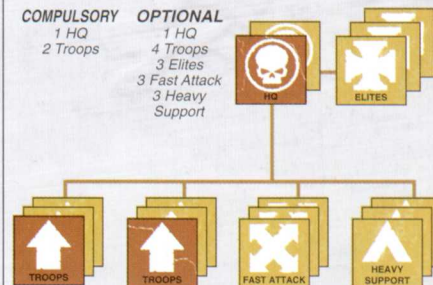 COMPULSORY
1 HQ
2 Troops
OPTIONAL
1 HQ
4 Troops
3 Elites
3 Fast Attack
3 Heavy
Support
HQ
ELITES
TROOPS
TROOPS
FAST ATTACK
HEAVY
SUPPORT